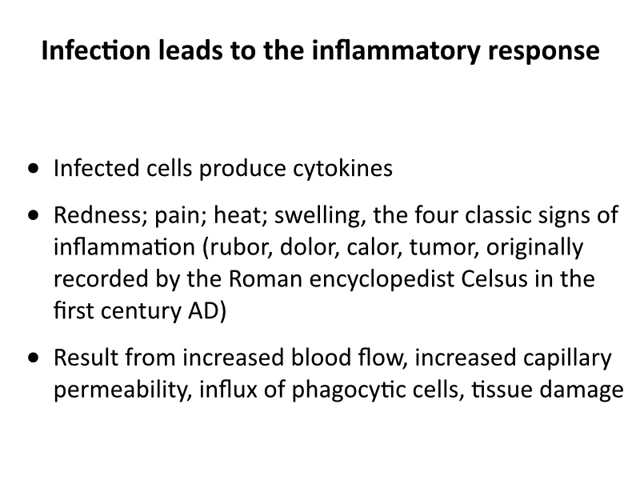 Infection leads to the inflammatory response
• Infected cells produce cytokines
• Redness; pain; heat; swelling, the four classic signs of
inflammation (rubor, dolor, calor, tumor, originally
recorded by the Roman encyclopedist Celsus in the
first century AD)
• Result from increased blood flow, increased capillary
permeability, influx of phagocytic cells, tissue damage